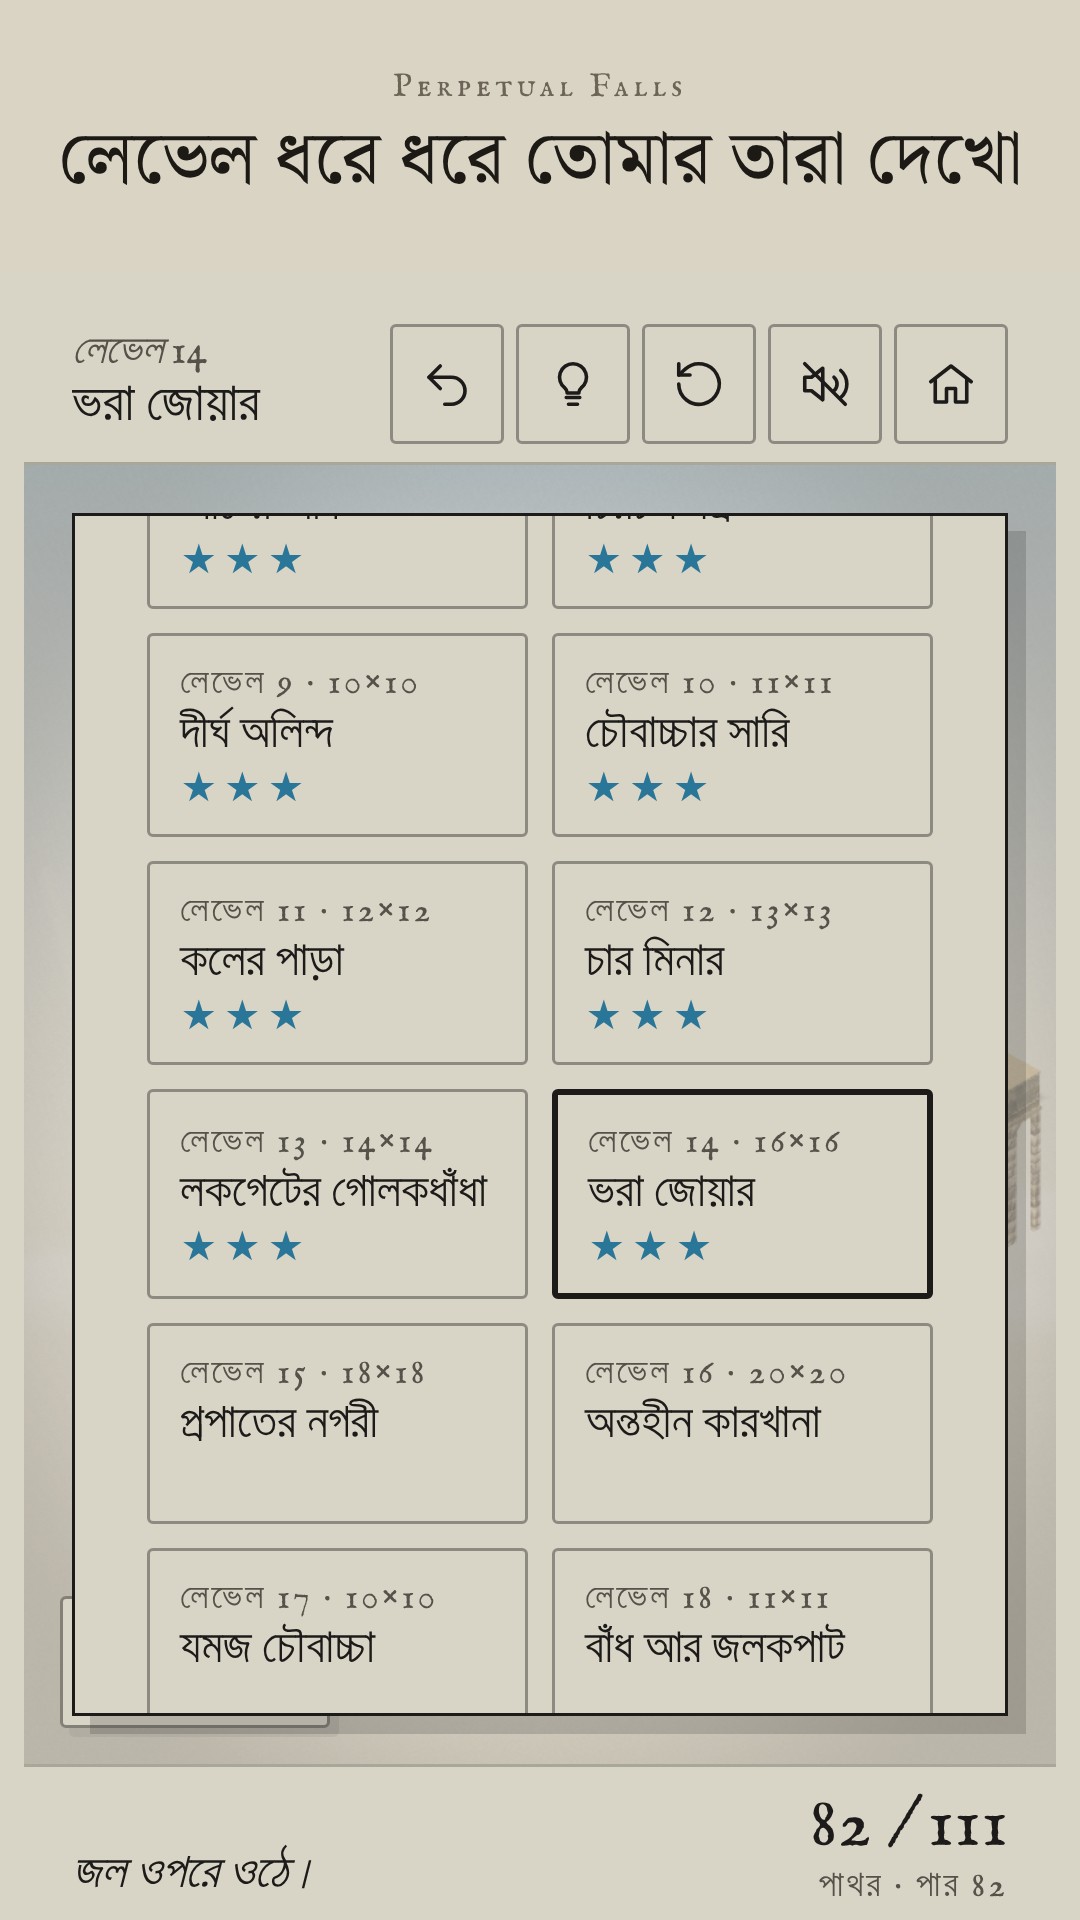 Perpetual Falls
লেভেল ধরে ধরে তোমার তারা দেখো
লেভেল 14
ভরা জোয়ার
★ ★ ★
★ ★ ★
লেভেল 9 · 10×10
দীর্ঘ অলিন্দ
★ ★ ★
লেভেল 10 · 11×11
চৌবাচ্চার সারি
★ ★ ★
লেভেল 11 · 12×12
কলের পাড়া
★ ★ ★
লেভেল 12 · 13×13
চার মিনার
★ ★ ★
লেভেল 13 · 14×14
লকগেটের গোলকধাঁধা
★ ★ ★
লেভেল 14 · 16×16
ভরা জোয়ার
★ ★ ★
লেভেল 15 · 18×18
প্রপাতের নগরী
লেভেল 16 · 20×20
অন্তহীন কারখানা
লেভেল 17 · 10×10
যমজ চৌবাচ্চা
লেভেল 18 · 11×11
বাঁধ আর জলকপাট
জল ওপরে ওঠে।
82 / 111
পাথর · পার 82